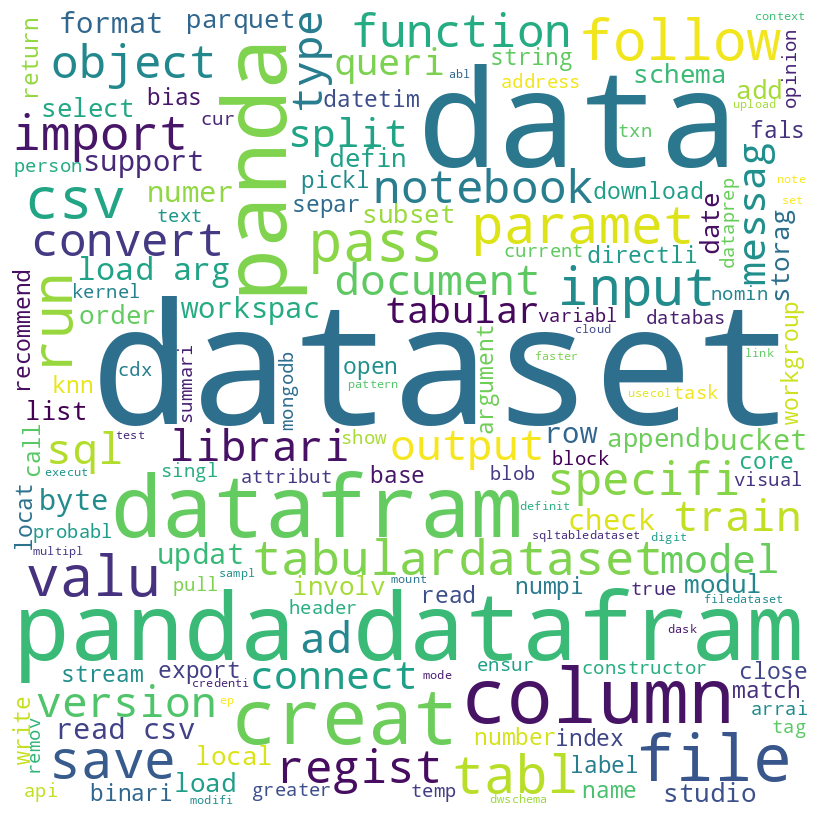 format
parquet
function
follow
context
return
object
panda
type
queri
string
schema
opinion
abl
address
add
select
bias
datetim
data
upload
import
cur
split
txn
fals
person
support
defin
notebook
csv
numer
pickl
download
messag
note
text
separ
subset
paramet
date
dataprep
set
convert
pass
current
directli
storag
run
load arg
document
input
nomin
kernel
recommend
order
workspac
tabular
variabl
databas
workgroup
dataset
cloud
cdx
summari
mongodb
open
faster
link
knn
pattern
argument
usecol
task
list
call
test
librari
show
output
row
append
bucket
sql
execut
singl
attribut
base
blob
block
core
visual
locat
byte
datafram
definit
specifi
probabl
check
train
multipl
updat
tabulardataset
sqltabledataset
digit
model
valu
pull
sampl
involv
mount
read
numpi
true
modul
header
filedataset
panda datafram
ad
dask
stream
export
credenti
connect
mode
ensur
constructor
close
version
creat
column
match
write
remov
read csv
ep
arrai
tag
save
local
regist
number
index
file
api
binari
load
modifi
greater
temp
tabl
dwschema
label
name
studio